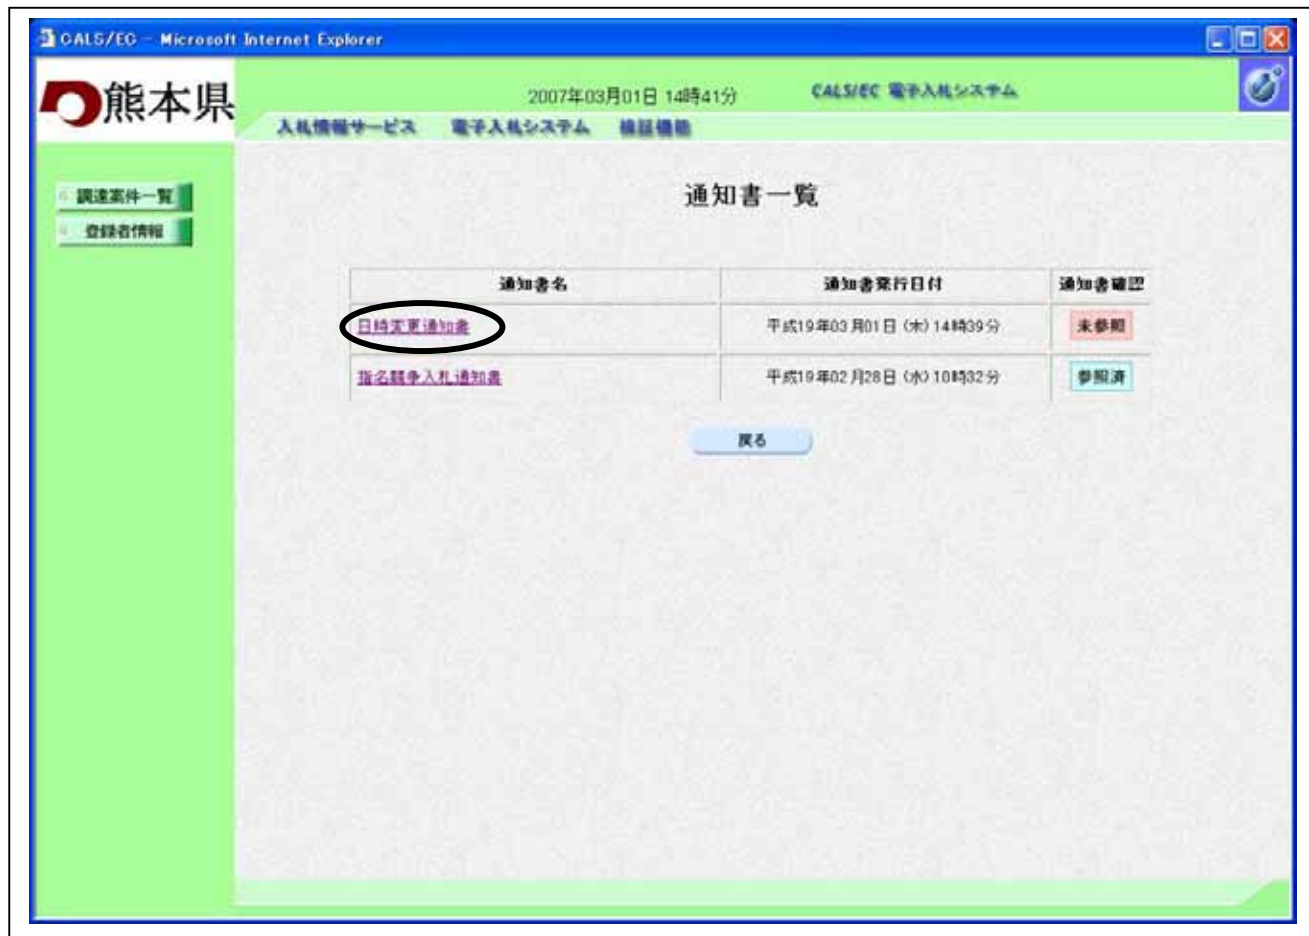 CALS/EC - Microsoft Internet Explorer
熊本県
2007年03月01日 14時41分
CALS/EC 電子入札システム
入札情報サービス 電子入札システム 検証機能
調達案件一覧
登録者情報
通知書一覧
通知書名 通知書発行日付 通知書確認
日時変更通知書 平成19年03月01日 (木) 14時39分 未参照
指名競争入札通知書 平成19年02月28日 (水) 10時32分 参照済
戻る